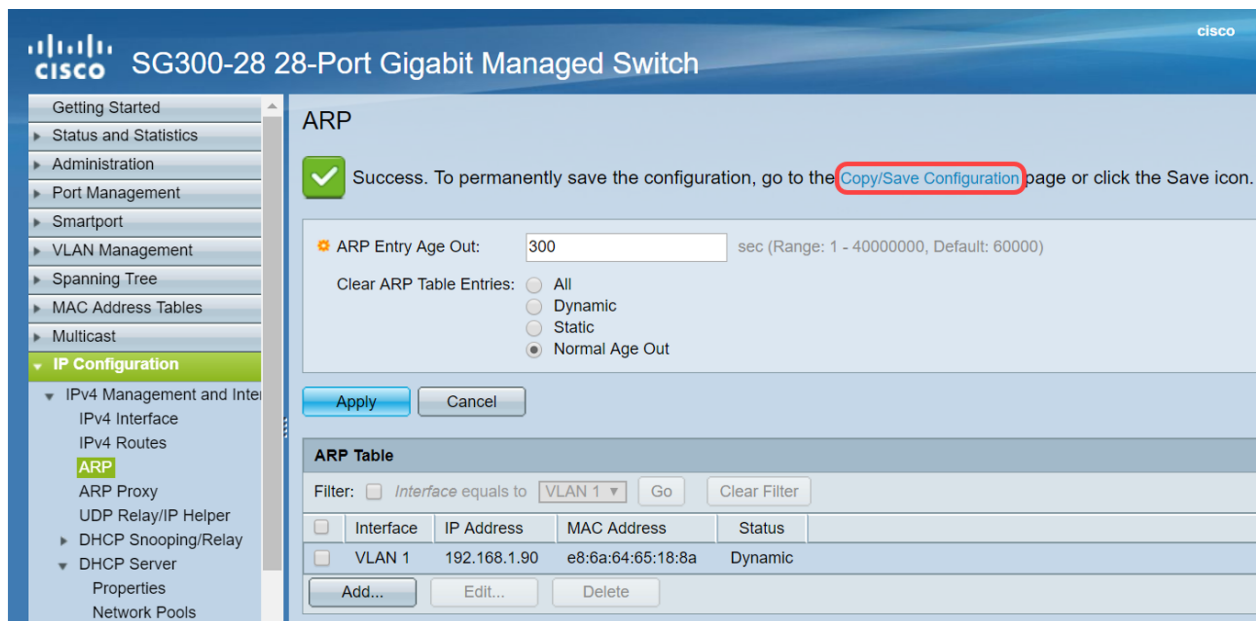 cisco
CISCO SG300-28 28-Port Gigabit Managed Switch
Getting Started
Status and Statistics
Administration
Port Management
Smartport
VLAN Management
Spanning Tree
MAC Address Tables
Multicast
IP Configuration
IPv4 Management and Inter
IPv4 Interface
IPv4 Routes
ARP
ARP Proxy
UDP Relay/IP Helper
DHCP Snooping/Relay
DHCP Server
Properties
Network Pools
ARP
Success. To permanently save the configuration, go to the Copy/Save Configuration page or click the Save icon.
ARP Entry Age Out: 300 sec (Range: 1 - 40000000, Default: 60000)
Clear ARP Table Entries: All
Dynamic
Static
Normal Age Out
Apply Cancel
ARP Table
Filter: Interface equals to VLAN 1 Go Clear Filter
Interface IP Address MAC Address Status
VLAN 1 192.168.1.90 e8:6a:64:65:18:8a Dynamic
Add... Edit... Delete